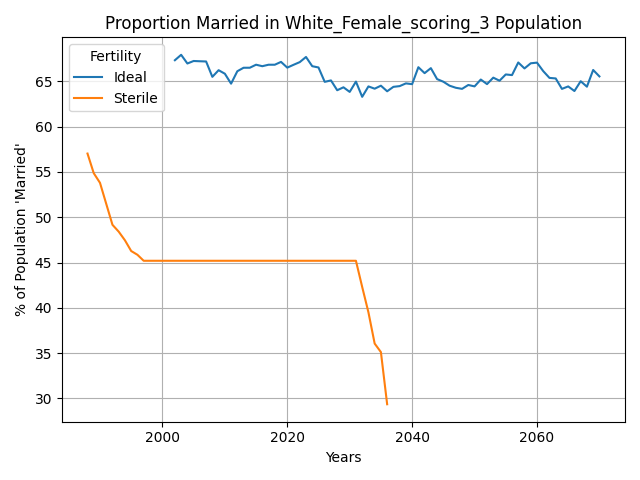 Proportion Married in White_Female_scoring_3 Population
Fertility
Ideal
Sterile
% of Population 'Married'
65
60
55
50
45
40
35
30
2000
2020
2040
2060
Years